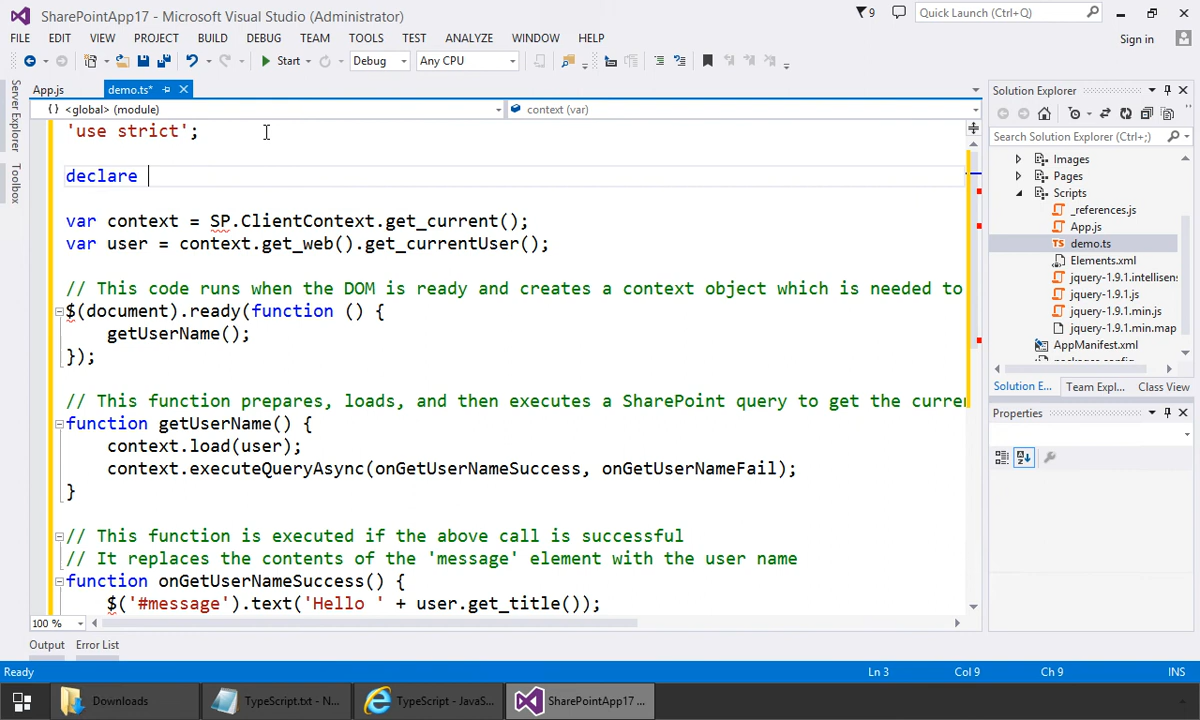 SharePointApp17 - Microsoft Visual Studio (Administrator)
9
Quick Launch (Ctrl+Q)
FILE EDIT VIEW PROJECT BUILD DEBUG TEAM TOOLS TEST ANALYZE WINDOW HELP
Sign in
Start
Debug
Any CPU
Server Explorer
Toolbox
App.js
demo.ts*
{} <global> (module)
context (var)
'use strict';
declare
var context = SP.ClientContext.get_current();
var user = context.get_web().get_currentUser();
// This code runs when the DOM is ready and creates a context object which is needed to
$(document).ready(function () {
getUserName();
});
// This function prepares, loads, and then executes a SharePoint query to get the curre
function getUserName() {
context.load(user);
context.executeQueryAsync(onGetUserNameSuccess, onGetUserNameFail);
}
// This function is executed if the above call is successful
// It replaces the contents of the 'message' element with the user name
function onGetUserNameSuccess() {
$('#message').text('Hello ' + user.get_title());
100 %
Solution Explorer
Search Solution Explorer (Ctrl+;)
Images
Pages
Scripts
_references.js
App.js
TS demo.ts
Elements.xml
jquery-1.9.1.intellisens
jquery-1.9.1.js
jquery-1.9.1.min.js
jquery-1.9.1.min.map
AppManifest.xml
packages.config
Solution E... Team Expl... Class View
Properties
Output Error List
Ready
Ln 3
Col 9
Ch 9
INS
Downloads
TypeScript.txt - N...
TypeScript - JavaS...
SharePointApp17 ...